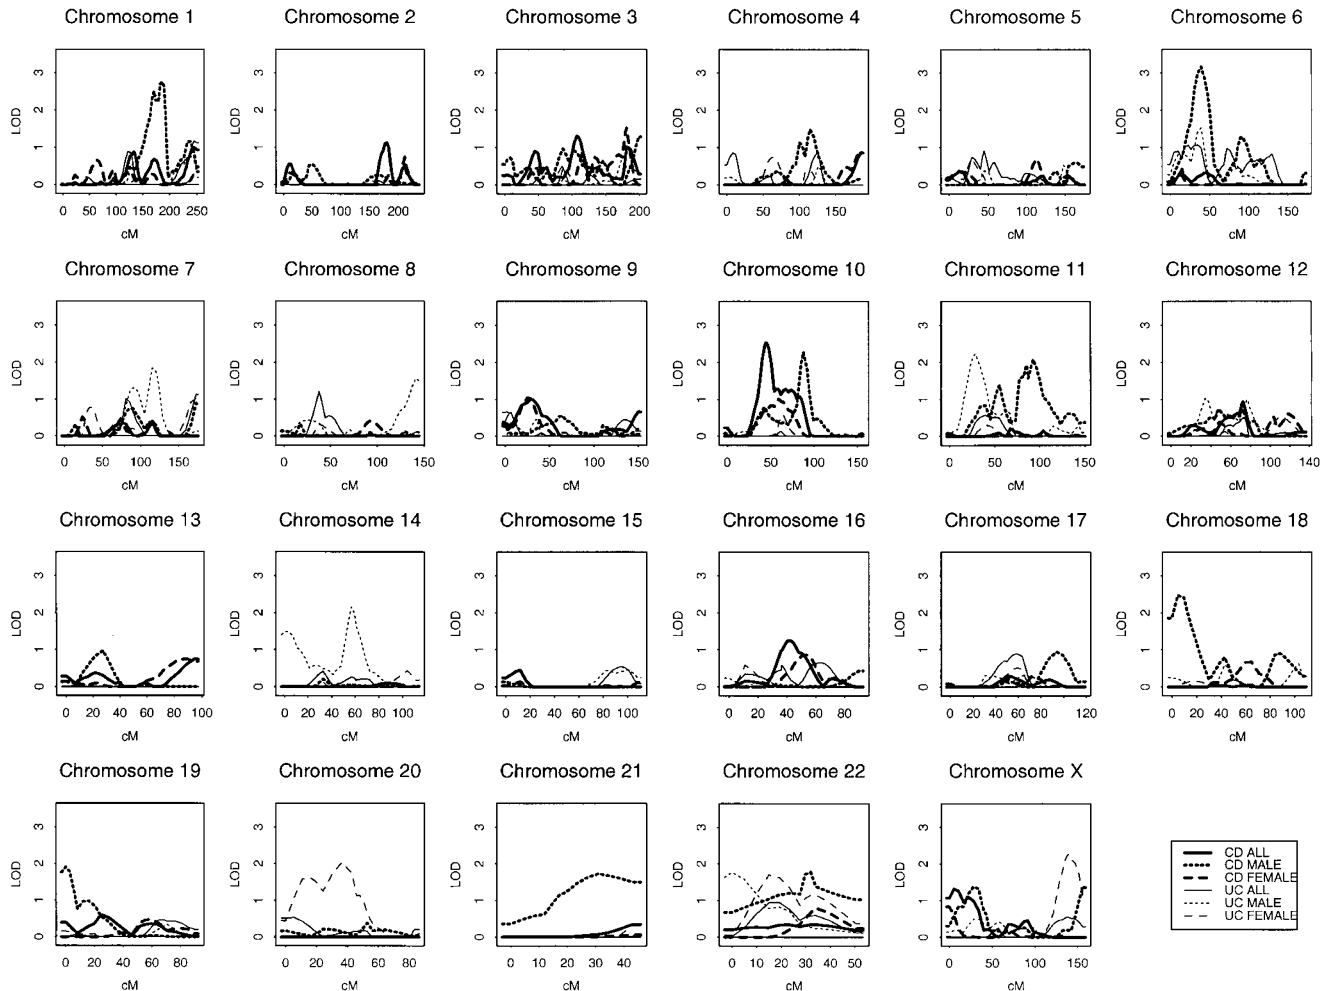 Chromosome 1 Chromosome 2 Chromosome 3 Chromosome 4 Chromosome 5 Chromosome 6
LOD 0 1 2 3 LOD 0 1 2 3 LOD 0 1 2 3 LOD 0 1 2 3 LOD 0 1 2 3 LOD 0 1 2 3
0 50 100 150 200 250 0 50 100 200 0 50 100 150 200 0 50 100 150 0 50 100 150 0 50 100 150
cM cM cM cM cM cM
Chromosome 7 Chromosome 8 Chromosome 9 Chromosome 10 Chromosome 11 Chromosome 12
LOD 0 1 2 3 LOD 0 1 2 3 LOD 0 1 2 3 LOD 0 1 2 3 LOD 0 1 2 3 LOD 0 1 2 3
0 50 100 150 0 50 100 150 0 50 100 150 0 50 100 150 0 50 100 150 0 20 60 100 140
cM cM cM cM cM cM
Chromosome 13 Chromosome 14 Chromosome 15 Chromosome 16 Chromosome 17 Chromosome 18
LOD 0 1 2 3 LOD 0 1 2 3 LOD 0 1 2 3 LOD 0 1 2 3 LOD 0 1 2 3 LOD 0 1 2 3
0 20 40 60 80 100 0 20 40 60 80 100 0 20 40 60 80 100 0 20 40 60 80 0 20 40 60 80 120 0 20 40 60 80 100
cM cM cM cM cM cM
Chromosome 19 Chromosome 20 Chromosome 21 Chromosome 22 Chromosome X
LOD 0 1 2 3 LOD 0 1 2 3 LOD 0 1 2 3 LOD 0 1 2 3 LOD 0 1 2 3
0 20 40 60 80 0 20 40 60 80 0 10 20 30 40 0 10 20 30 40 50 0 50 100 150
cM cM cM cM cM
CD ALL
CD MALE
CD FEMALE
UC ALL
UC MALE
UC FEMALE